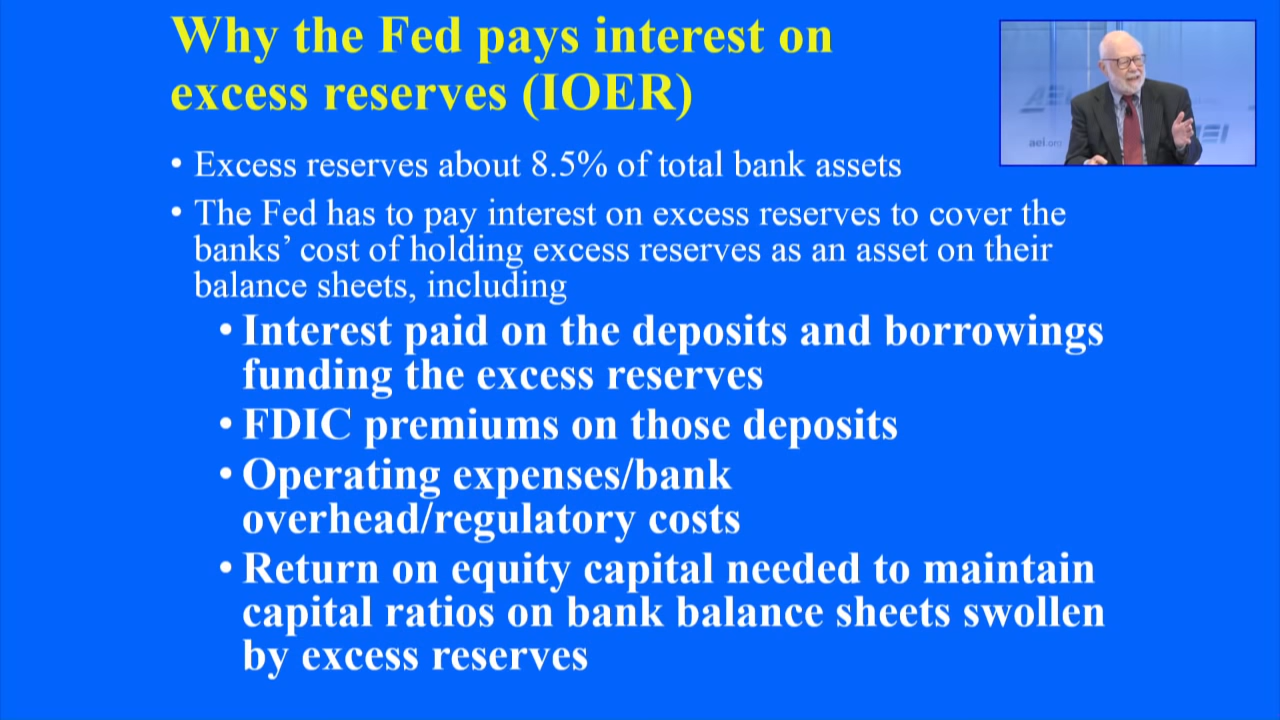 Why the Fed pays interest on
excess reserves (IOER)
• Excess reserves about 8.5% of total bank assets
• The Fed has to pay interest on excess reserves to cover the
banks’ cost of holding excess reserves as an asset on their
balance sheets, including
• Interest paid on the deposits and borrowings
funding the excess reserves
• FDIC premiums on those deposits
• Operating expenses/bank
overhead/regulatory costs
• Return on equity capital needed to maintain
capital ratios on bank balance sheets swollen
by excess reserves
AEI
aei.org
AEI